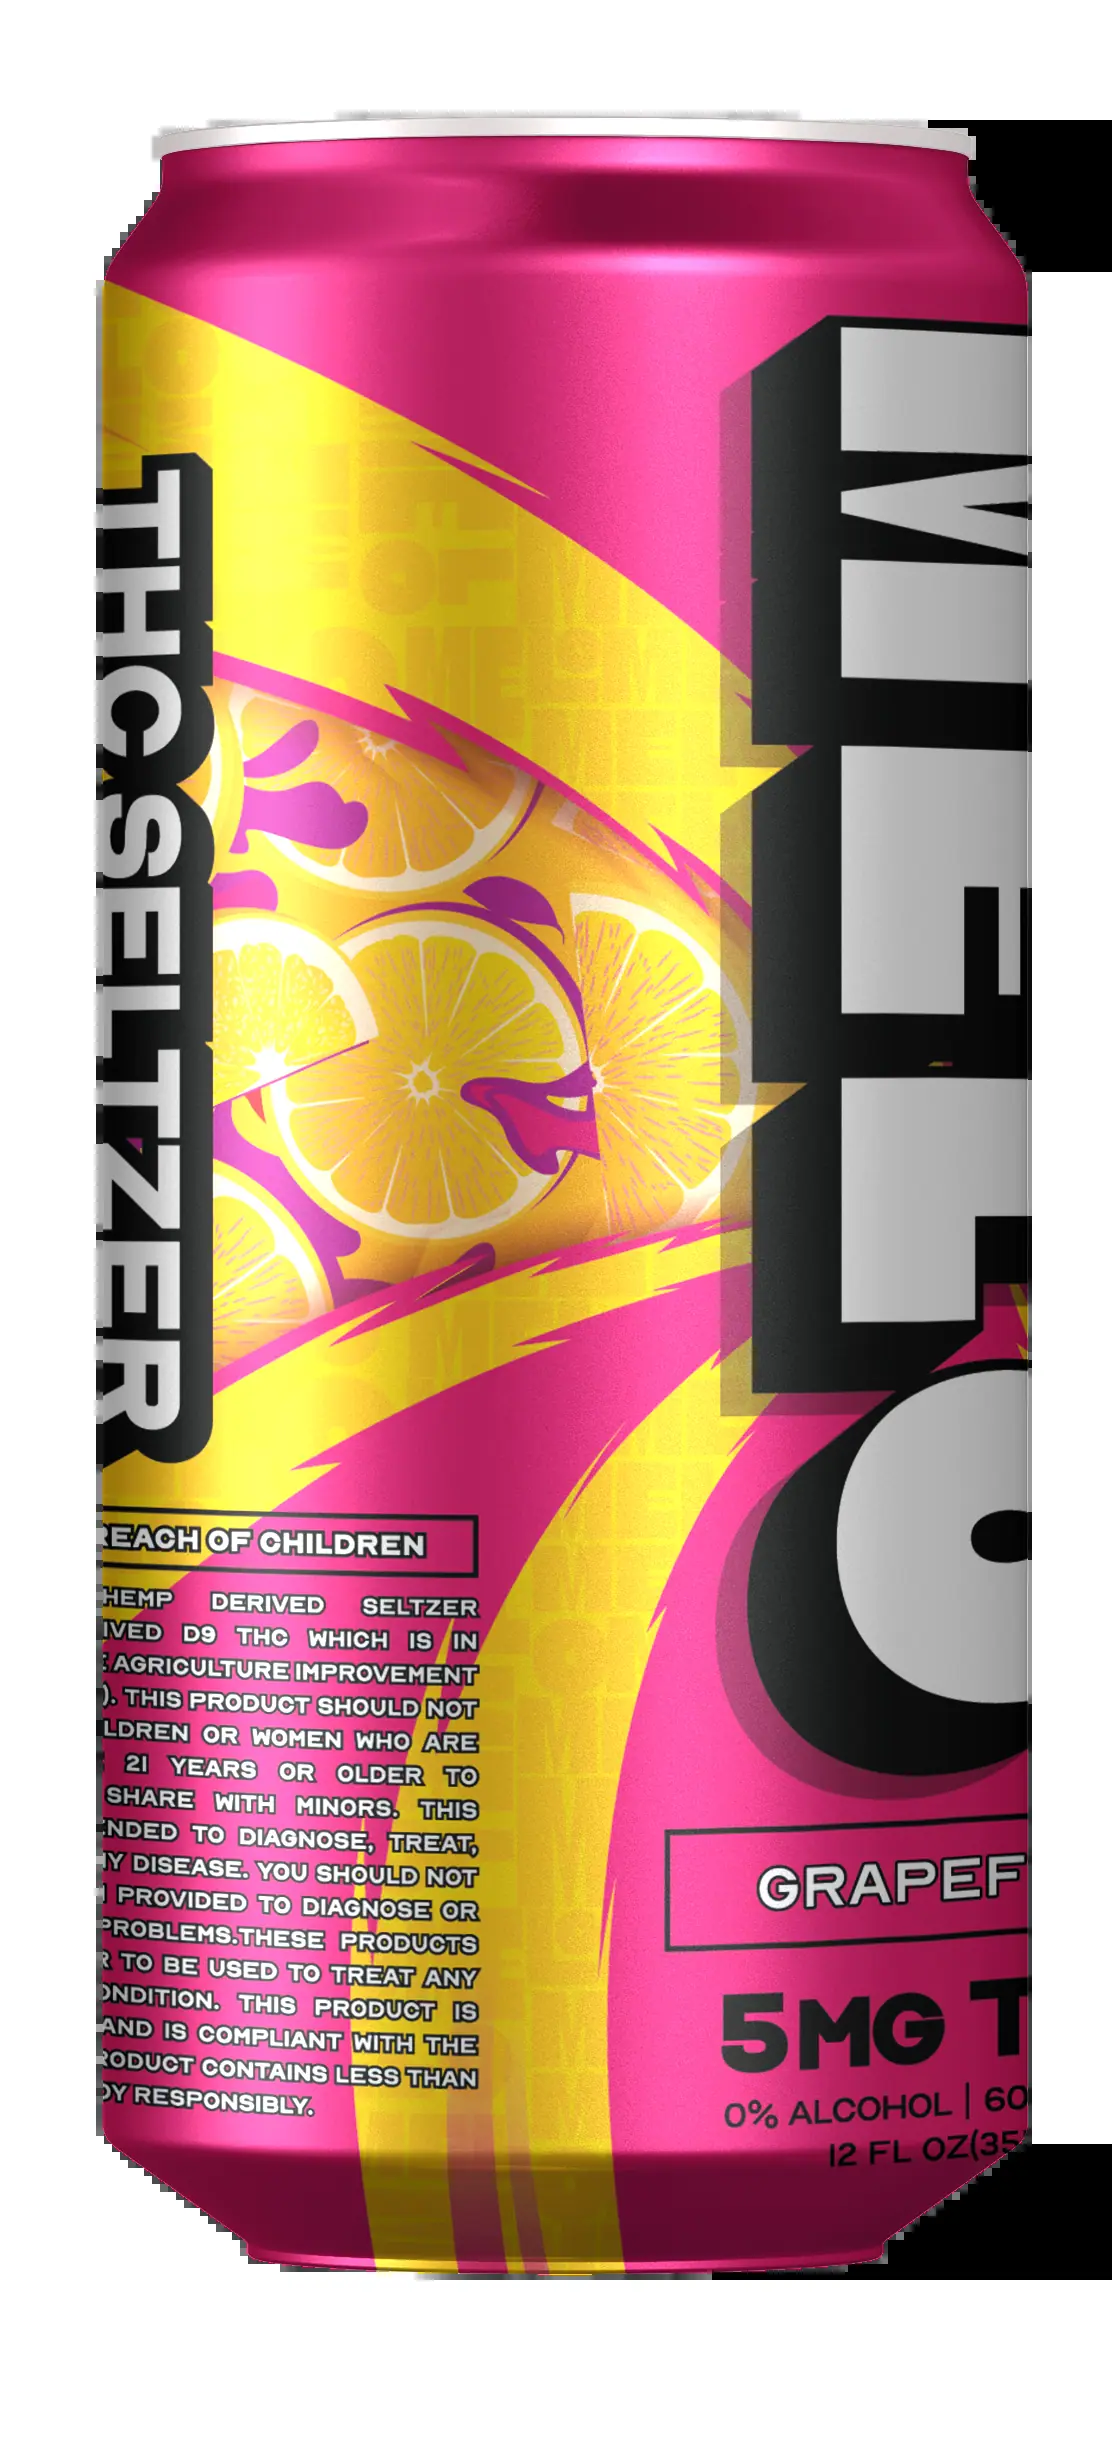 THC SELTZER
REACH OF CHILDREN
HEMP DERIVED SELTZER
IVED D9 THC WHICH IS IN
AGRICULTURE IMPROVEMENT
). THIS PRODUCT SHOULD NOT
LDREN OR WOMEN WHO ARE
21 YEARS OR OLDER TO
SHARE WITH MINORS. THIS
NDED TO DIAGNOSE, TREAT,
Y DISEASE. YOU SHOULD NOT
PROVIDED TO DIAGNOSE OR
PROBLEMS.THESE PRODUCTS
R TO BE USED TO TREAT ANY
ONDITION. THIS PRODUCT IS
AND IS COMPLIANT WITH THE
RODUCT CONTAINS LESS THAN
OY RESPONSIBLY.
MELO
GRAPEF
5MG T
0% ALCOHOL | 60
12 FL OZ(35